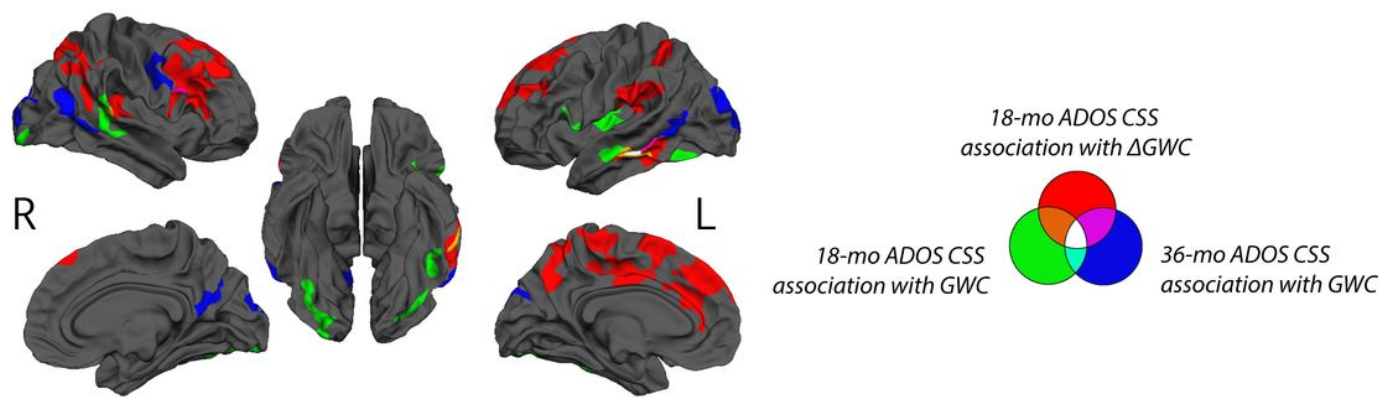 R
L
18-mo ADOS CSS
association with ΔGWC
18-mo ADOS CSS
association with GWC
36-mo ADOS CSS
association with GWC